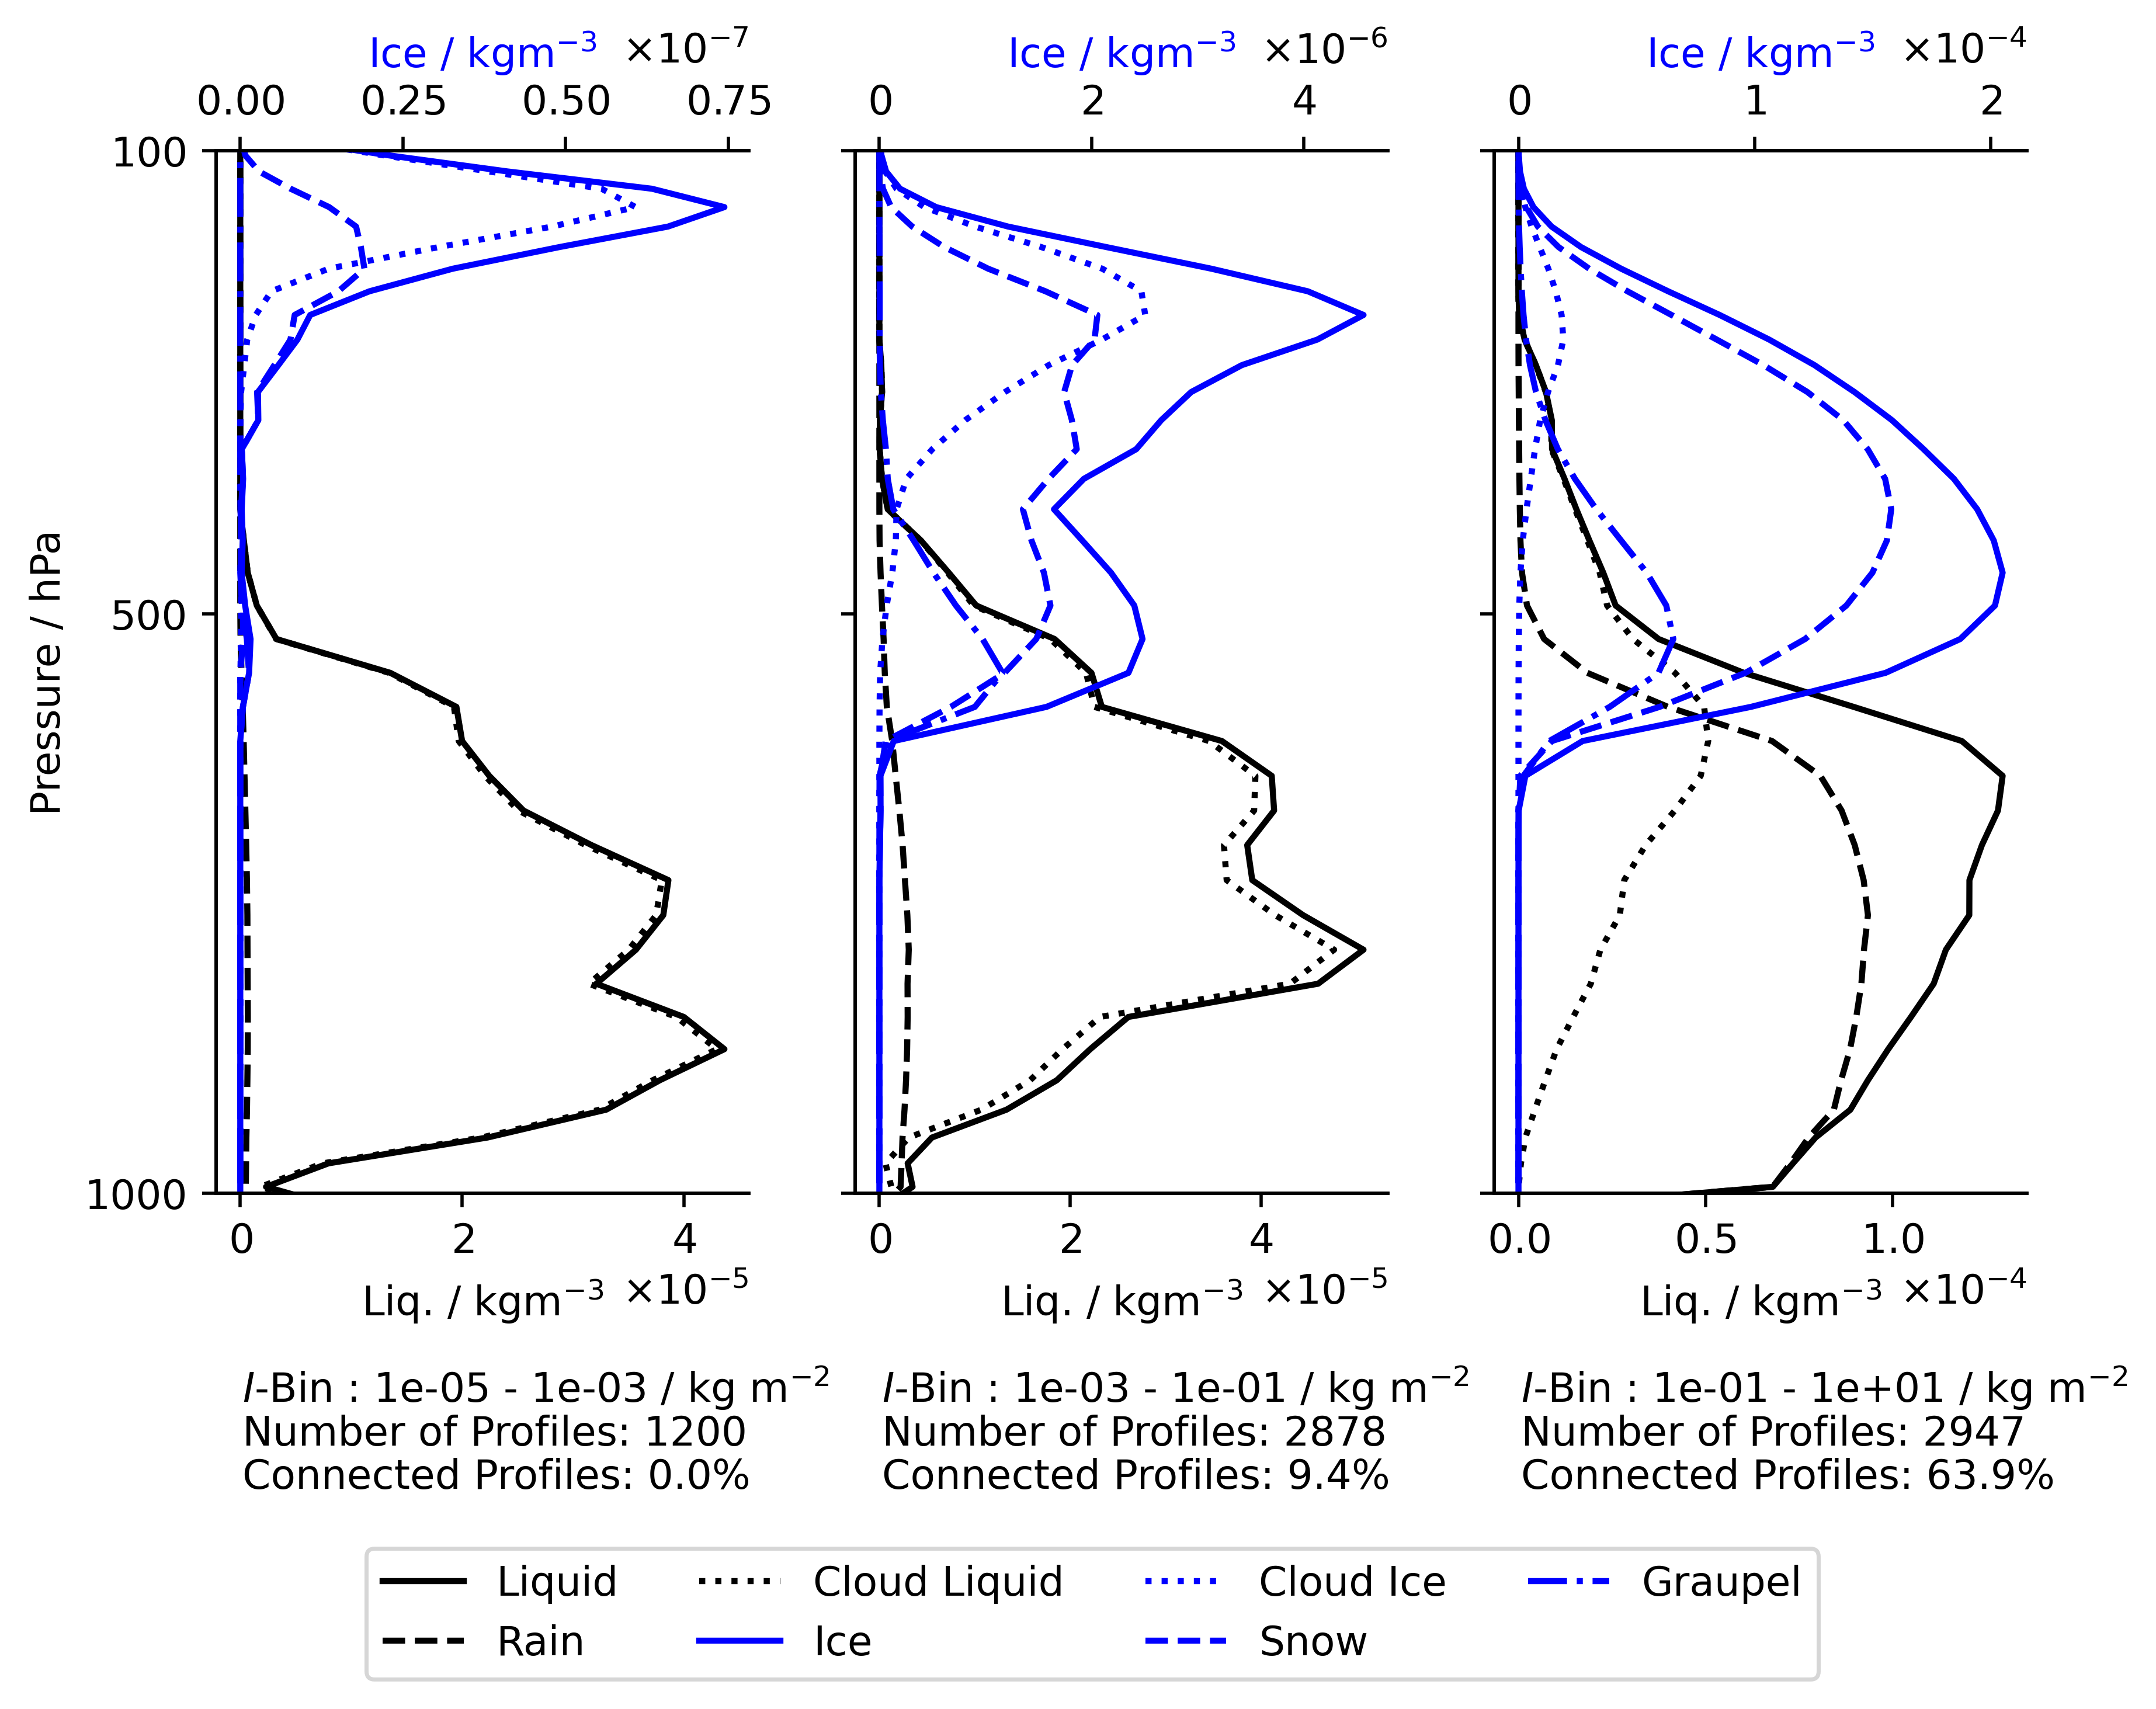 Ice / kgm⁻³ ×10⁻⁷ Ice / kgm⁻³ ×10⁻⁶ Ice / kgm⁻³ ×10⁻⁴
0.00 0.25 0.50 0.75 0 2 4 0 1 2
100
500
1000
Pressure / hPa
0 2 4 0 2 4 0.0 0.5 1.0
Liq. / kgm⁻³ ×10⁻⁵ Liq. / kgm⁻³ ×10⁻⁵ Liq. / kgm⁻³ ×10⁻⁴
I-Bin : 1e-05 - 1e-03 / kg m⁻²
Number of Profiles: 1200
Connected Profiles: 0.0%
I-Bin : 1e-03 - 1e-01 / kg m⁻²
Number of Profiles: 2878
Connected Profiles: 9.4%
I-Bin : 1e-01 - 1e+01 / kg m⁻²
Number of Profiles: 2947
Connected Profiles: 63.9%
Liquid Cloud Liquid Cloud Ice Graupel
Rain Ice Snow